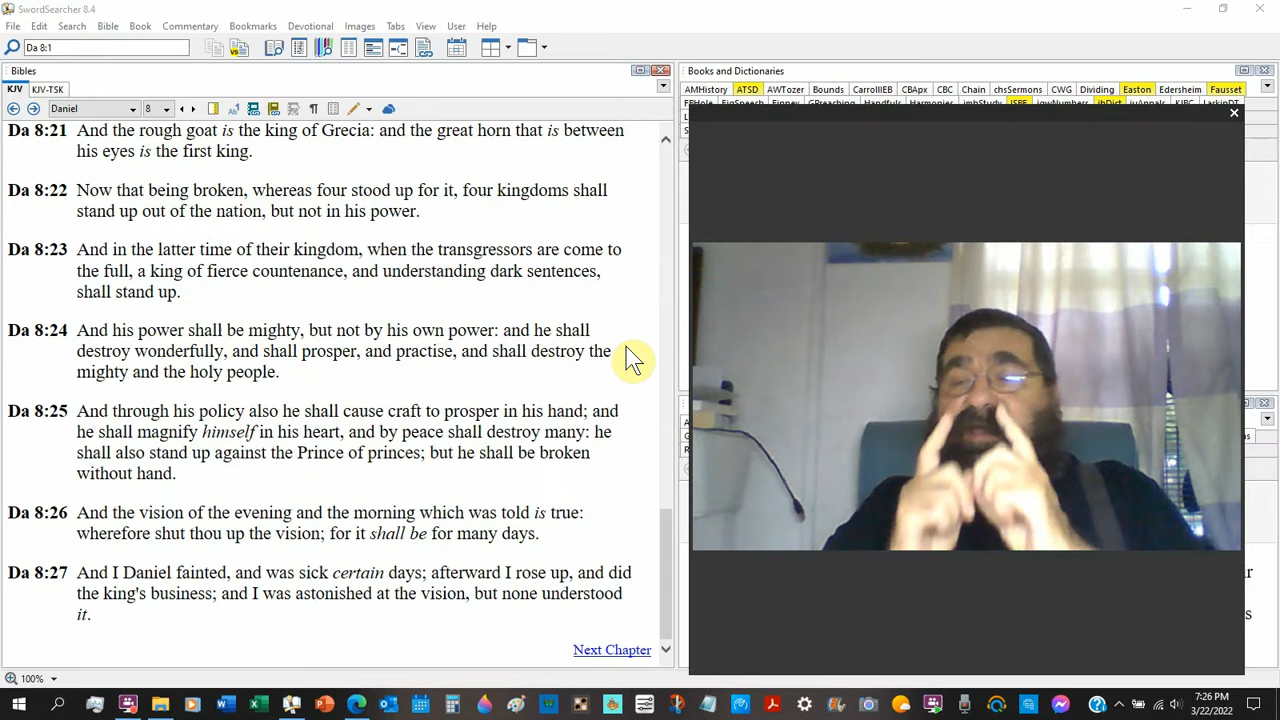 SwordSearcher 8.4
File Edit Search Bible Book Commentary Bookmarks Devotional Images Tabs View User Help
Da 8:1
Bibles
KJV KJV-TSK
Daniel 8
Da 8:21 And the rough goat is the king of Grecia: and the great horn that is between
his eyes is the first king.
Da 8:22 Now that being broken, whereas four stood up for it, four kingdoms shall
stand up out of the nation, but not in his power.
Da 8:23 And in the latter time of their kingdom, when the transgressors are come to
the full, a king of fierce countenance, and understanding dark sentences,
shall stand up.
Da 8:24 And his power shall be mighty, but not by his own power: and he shall
destroy wonderfully, and shall prosper, and practise, and shall destroy the
mighty and the holy people.
Da 8:25 And through his policy also he shall cause craft to prosper in his hand; and
he shall magnify himself in his heart, and by peace shall destroy many: he
shall also stand up against the Prince of princes; but he shall be broken
without hand.
Da 8:26 And the vision of the evening and the morning which was told is true:
wherefore shut thou up the vision; for it shall be for many days.
Da 8:27 And I Daniel fainted, and was sick certain days; afterward I rose up, and did
the king's business; and I was astonished at the vision, but none understood
it.
Next Chapter
100%
Books and Dictionaries
AMHistory ATSD AWTozer Bounds CarrollIEB CBApx CBC Chain chsSermons CWG Dividing Easton Edersheim Fausset
7:26 PM
3/22/2022